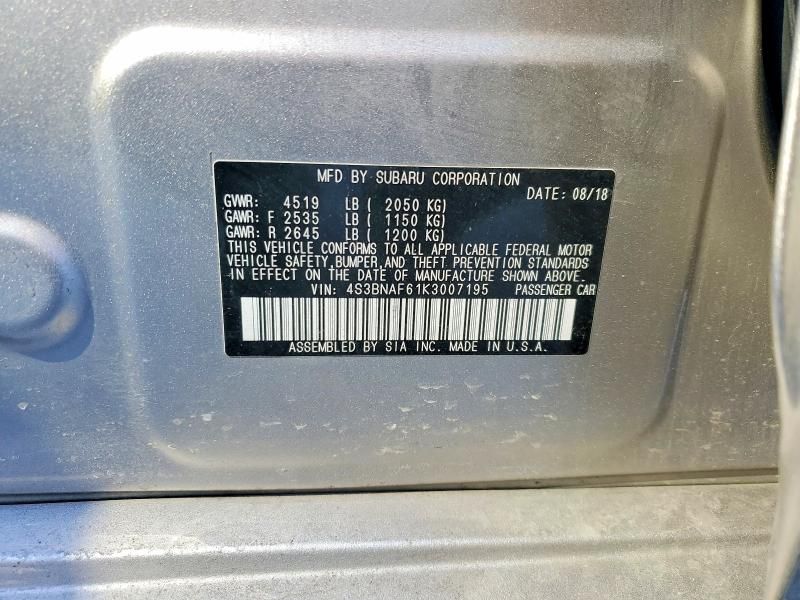 MFD BY SUBARU CORPORATION
DATE: 08/18
GVWR: 4519 LB ( 2050 KG)
GAWR: F 2535 LB ( 1150 KG)
GAWR: R 2645 LB ( 1200 KG)
THIS VEHICLE CONFORMS TO ALL APPLICABLE FEDERAL MOTOR
VEHICLE SAFETY, BUMPER, AND THEFT PREVENTION STANDARDS
IN EFFECT ON THE DATE OF MANUFACTURE SHOWN ABOVE.
VIN: 4S3BNAF61K3007195 PASSENGER CAR
ASSEMBLED BY SIA INC. MADE IN U.S.A.